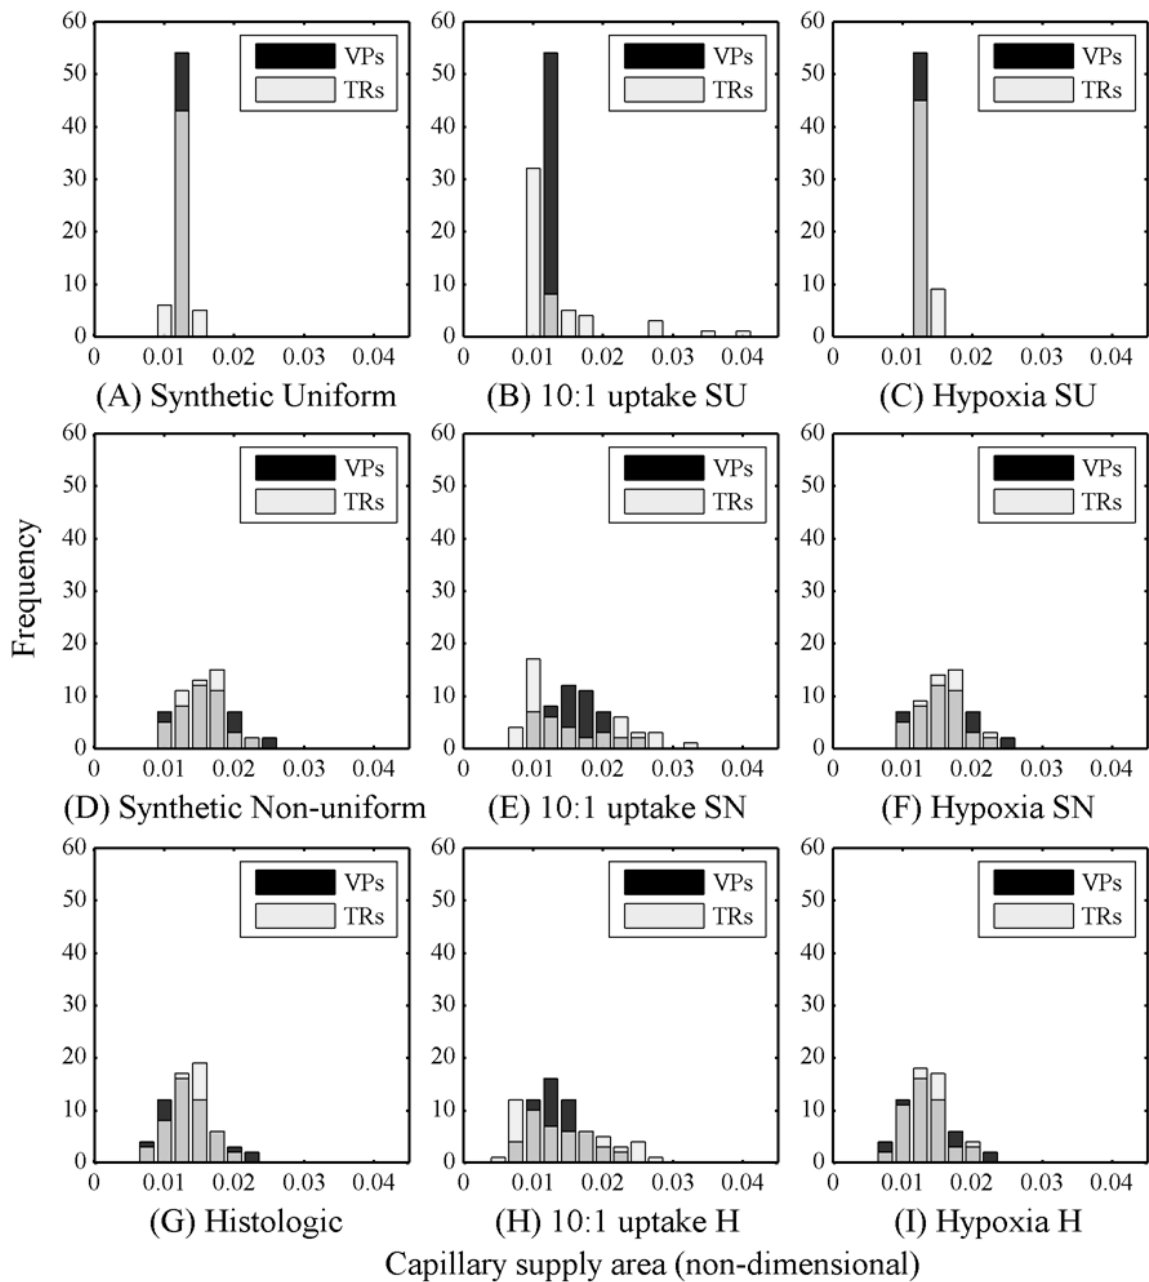 60
50
40
30
20
10
0
0 0.01 0.02 0.03 0.04
VPs
TRs
(A) Synthetic Uniform
60
50
40
30
20
10
0
0 0.01 0.02 0.03 0.04
VPs
TRs
(B) 10:1 uptake SU
60
50
40
30
20
10
0
0 0.01 0.02 0.03 0.04
VPs
TRs
(C) Hypoxia SU
Frequency
60
50
40
30
20
10
0
0 0.01 0.02 0.03 0.04
VPs
TRs
(D) Synthetic Non-uniform
60
50
40
30
20
10
0
0 0.01 0.02 0.03 0.04
VPs
TRs
(E) 10:1 uptake SN
60
50
40
30
20
10
0
0 0.01 0.02 0.03 0.04
VPs
TRs
(F) Hypoxia SN
60
50
40
30
20
10
0
0 0.01 0.02 0.03 0.04
VPs
TRs
(G) Histologic
60
50
40
30
20
10
0
0 0.01 0.02 0.03 0.04
VPs
TRs
(H) 10:1 uptake H
60
50
40
30
20
10
0
0 0.01 0.02 0.03 0.04
VPs
TRs
(I) Hypoxia H
Capillary supply area (non-dimensional)